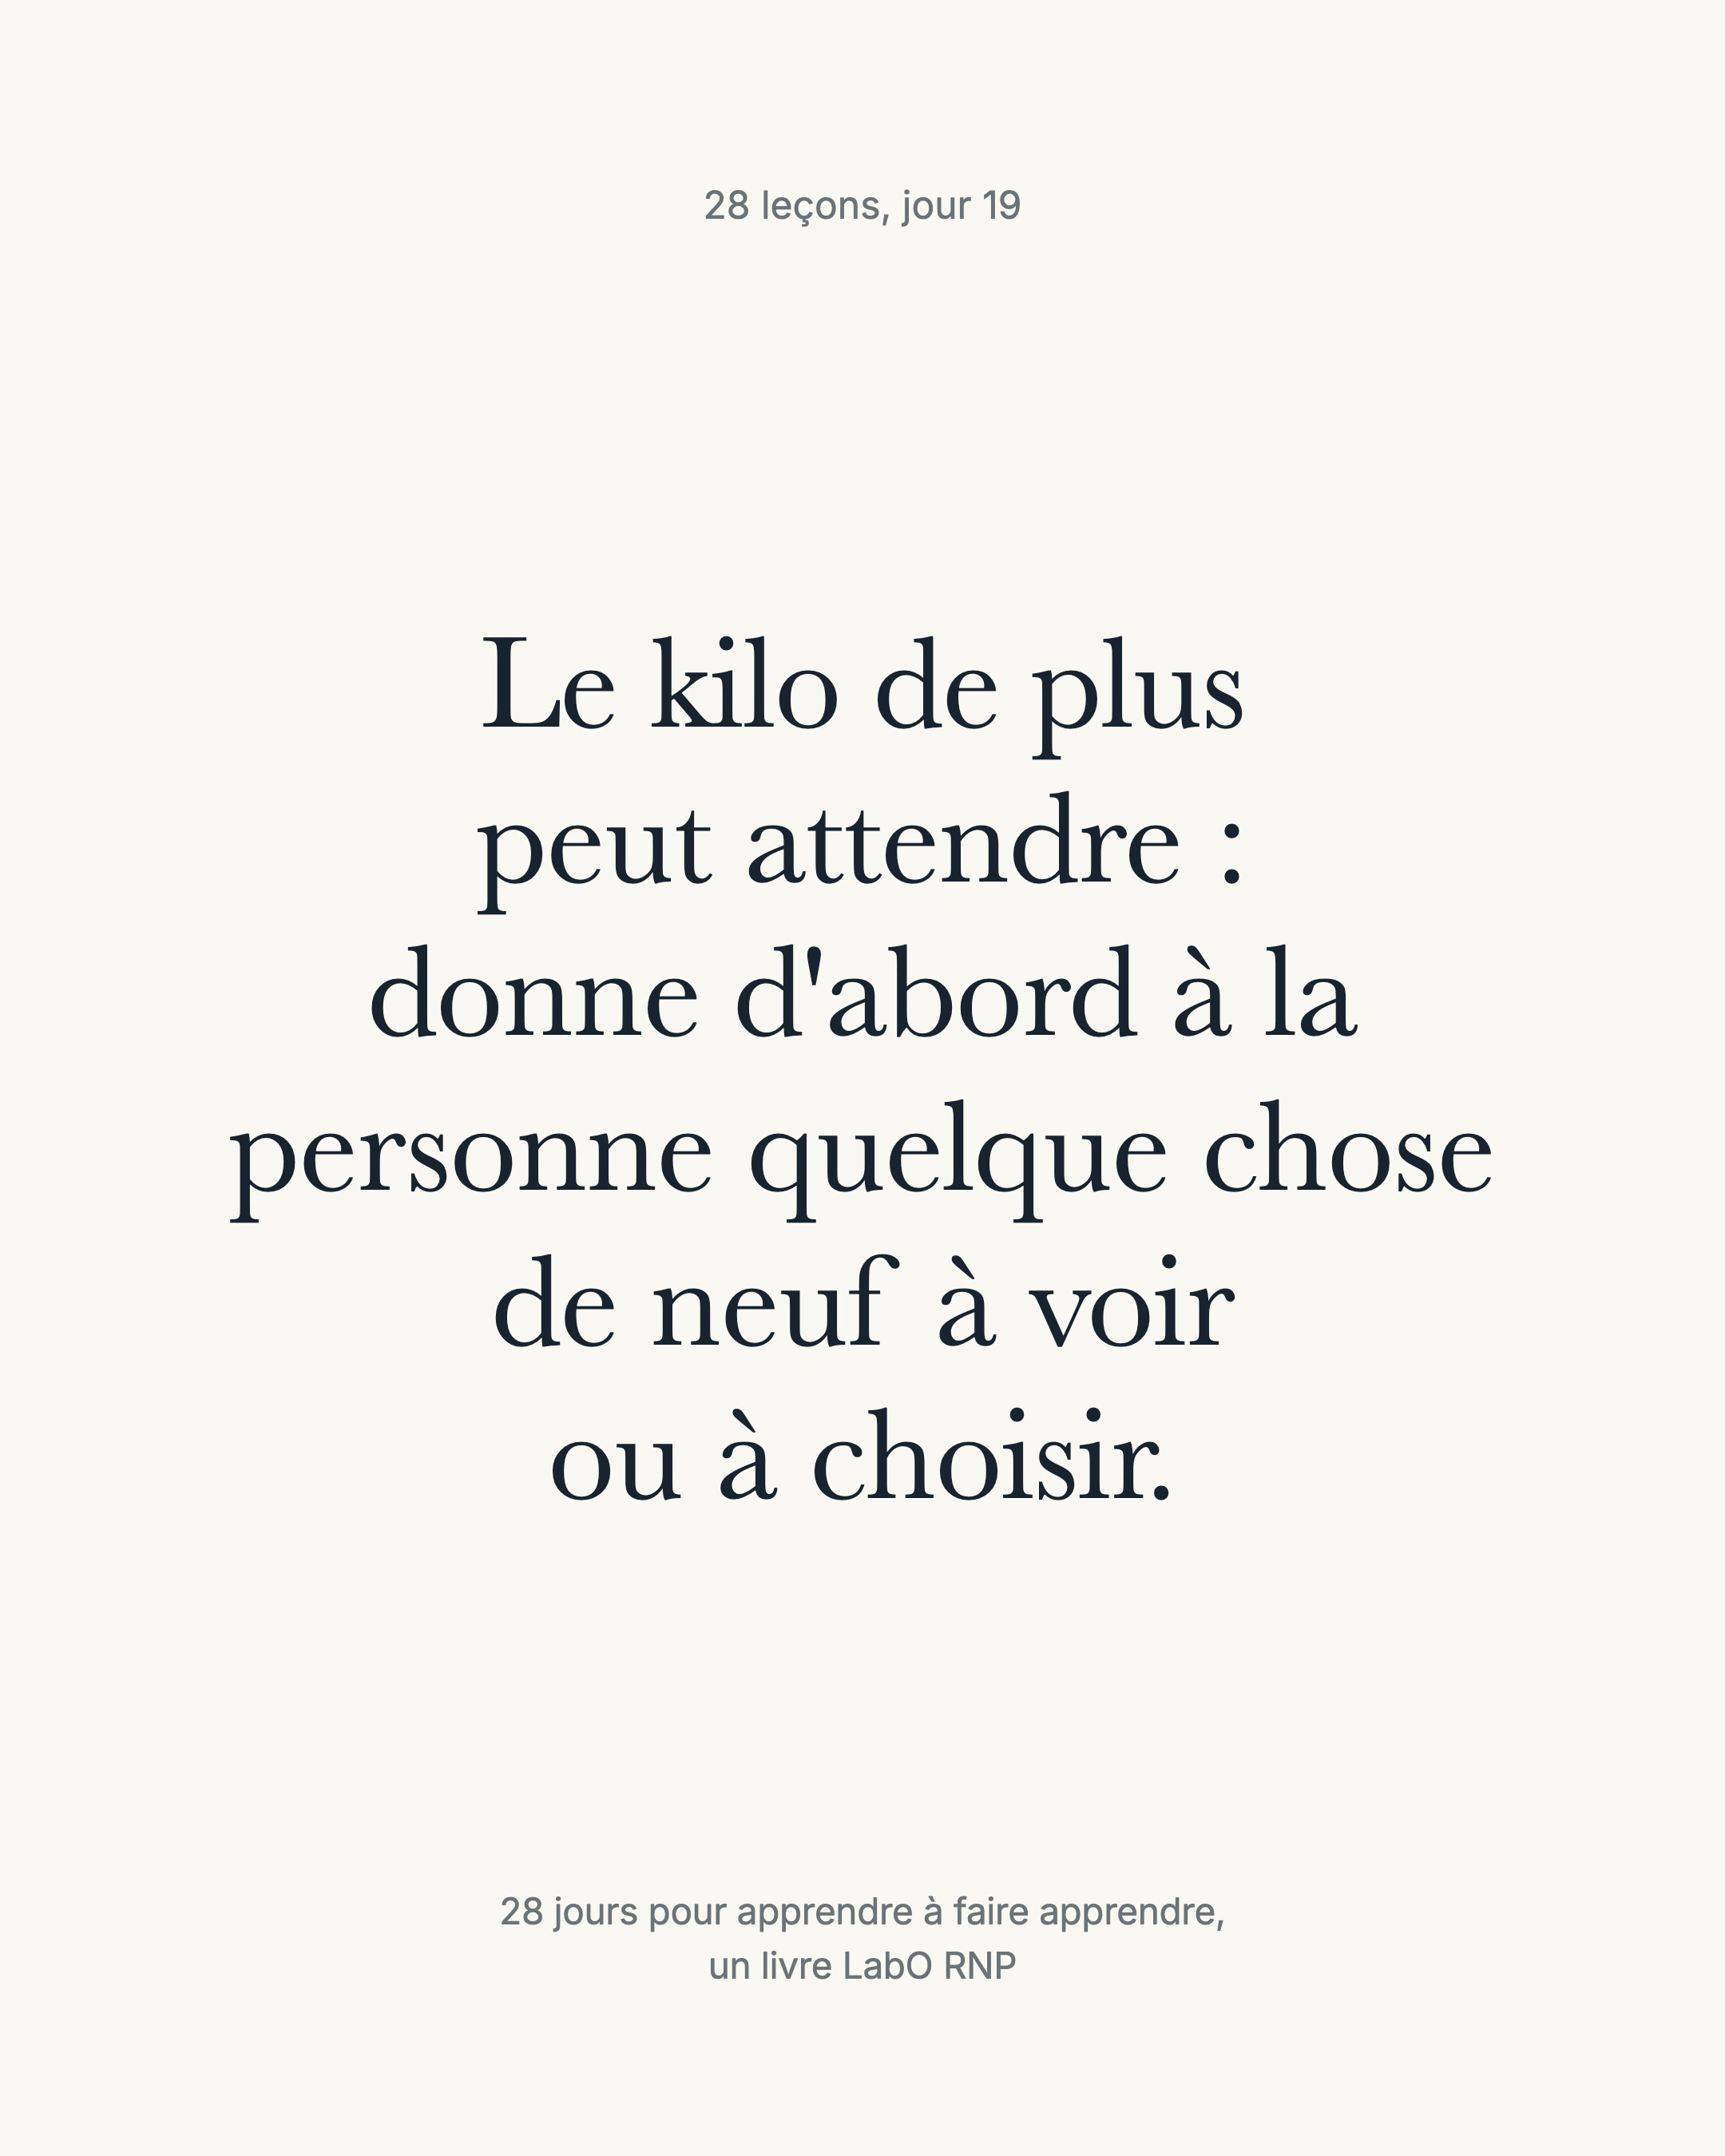 28 leçons, jour 19
Le kilo de plus
peut attendre :
donne d'abord à la
personne quelque chose
de neuf à voir
ou à choisir.
28 jours pour apprendre à faire apprendre,
un livre LabO RNP